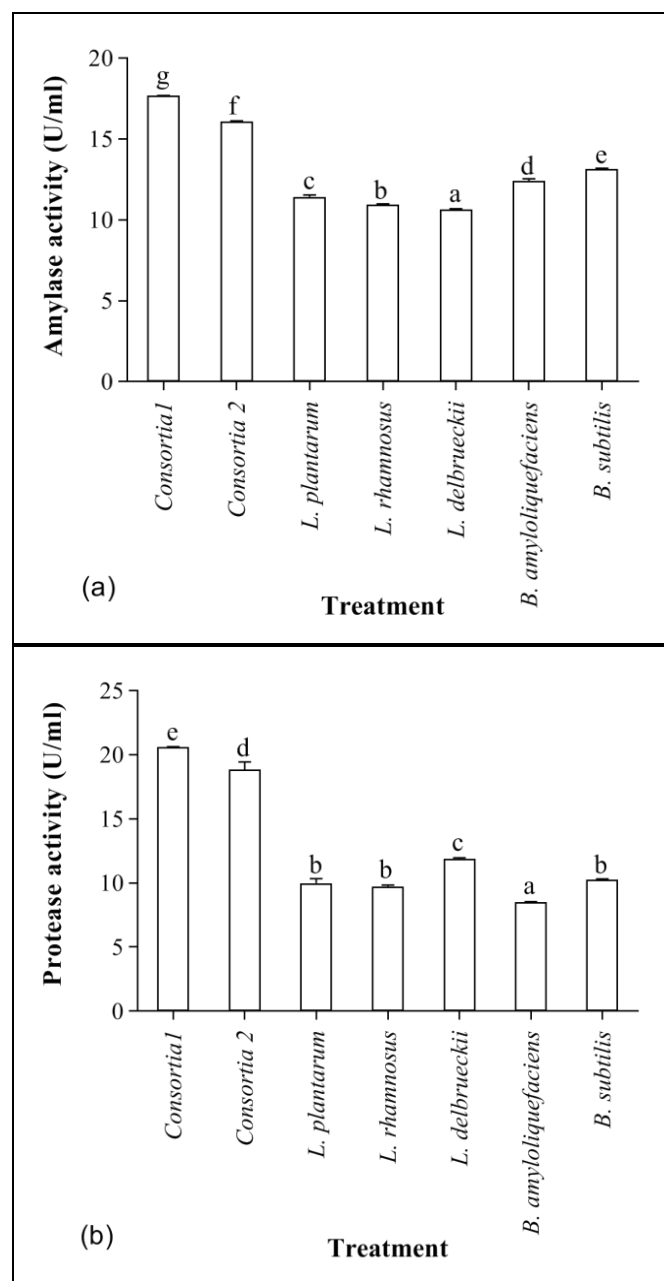 Amylase activity (U/ml)
20
15
10
5
0
g
f
c
b
a
d
e
Consortia1
Consortia 2
L. plantarum
L. rhamnosus
L. delbrueckii
B. amyloliquefaciens
B. subtilis
(a)
Treatment
Protease activity (U/ml)
25
20
15
10
5
0
e
d
b
b
c
a
b
Consortia1
Consortia 2
L. plantarum
L. rhamnosus
L. delbrueckii
B. amyloliquefaciens
B. subtilis
(b)
Treatment